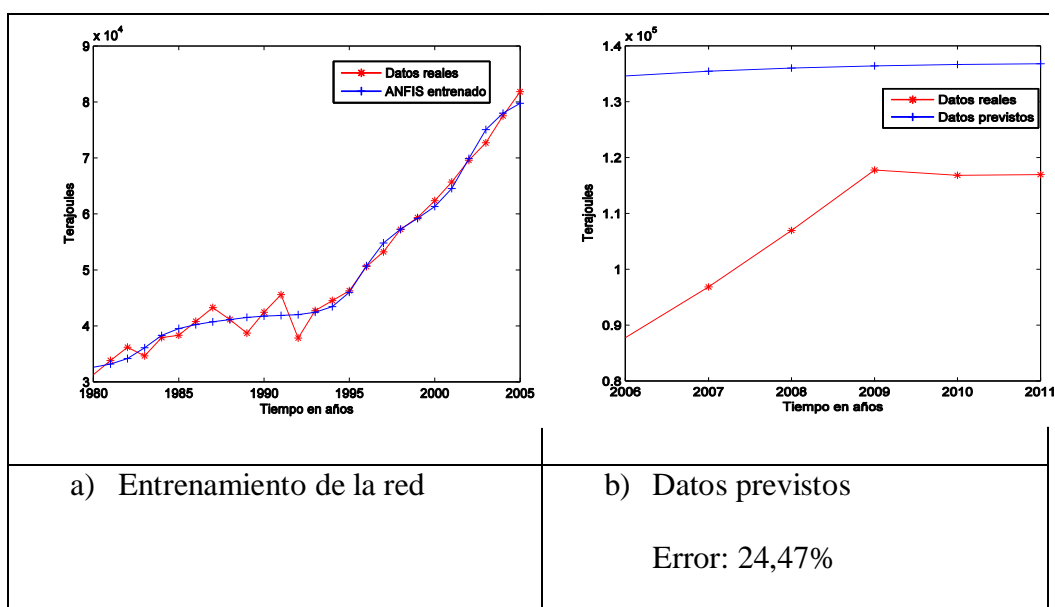 x 10^4
9
8
7
6
5
4
3
Terajoules
Datos reales
ANFIS entrenado
1980 1985 1990 1995 2000 2005
Tiempo en años
x 10^5
1.4
1.3
1.2
1.1
1
0.9
0.8
Terajoules
Datos reales
Datos previstos
2006 2007 2008 2009 2010 2011
Tiempo en años
a) Entrenamiento de la red
b) Datos previstos
Error: 24,47%